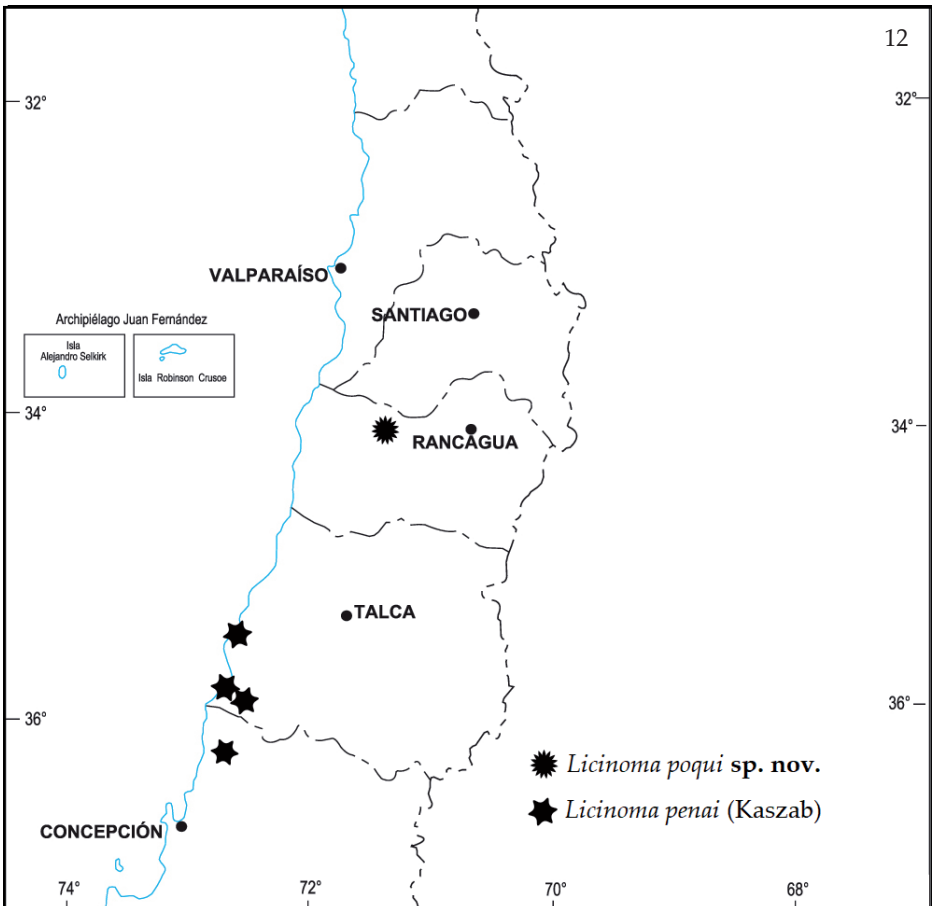 12
32°
32°
VALPARAÍSO
SANTIAGO
Archipiélago Juan Fernández
Isla
Alejandro Selkirk
Isla Robinson Crusoe
34°
34°
RANCAGUA
TALCA
36°
36°
Licinoma poqui sp. nov.
Licinoma penai (Kaszab)
CONCEPCIÓN
74°
72°
70°
68°